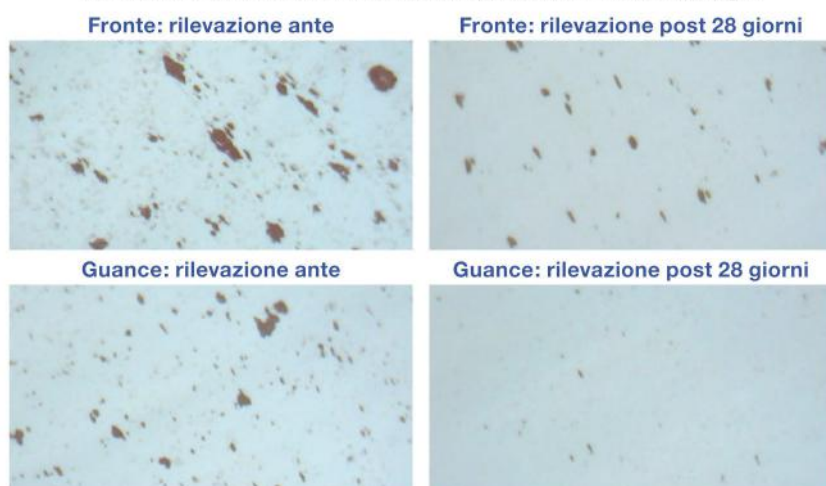 Fronte: rilevazione ante
Fronte: rilevazione post 28 giorni
Guance: rilevazione ante
Guance: rilevazione post 28 giorni